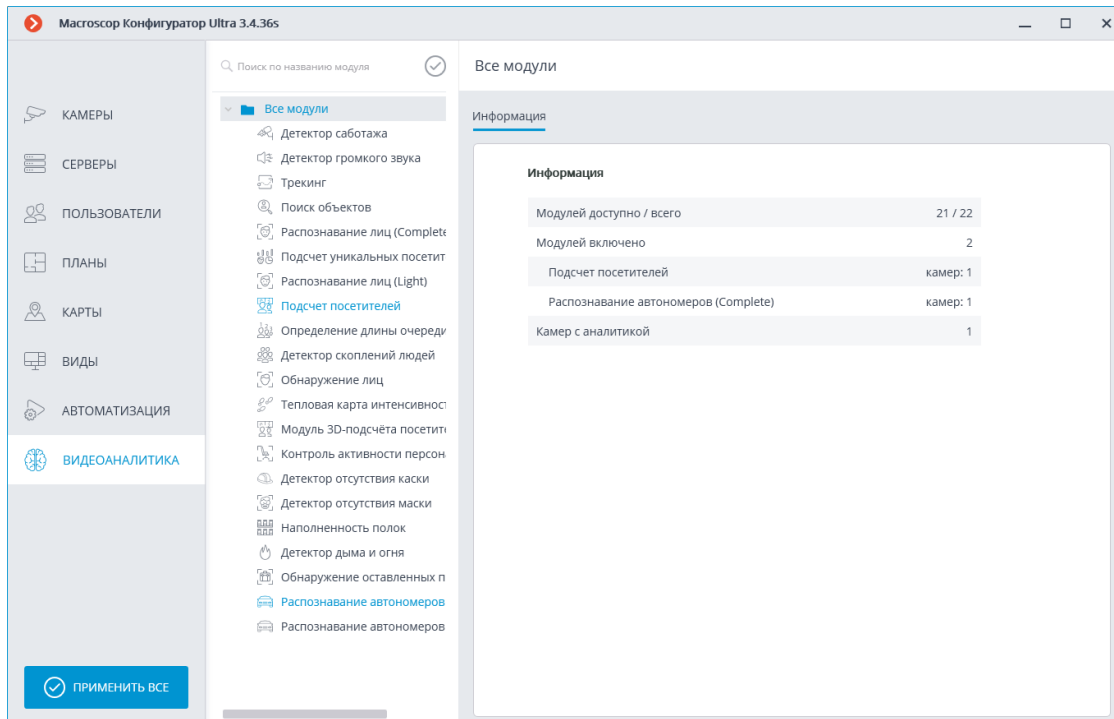 Macroscop Конфигуратор Ultra 3.4.36s
КАМЕРЫ
СЕРВЕРЫ
ПОЛЬЗОВАТЕЛИ
ПЛАНЫ
КАРТЫ
ВИДЫ
АВТОМАТИЗАЦИЯ
ВИДЕОАНАЛИТИКА
ПРИМЕНИТЬ ВСЕ
Поиск по названию модуля
Все модули
Детектор саботажа
Детектор громкого звука
Трекинг
Поиск объектов
Распознавание лиц (Complete
Подсчет уникальных посетит
Распознавание лиц (Light)
Подсчет посетителей
Определение длины очереди
Детектор скоплений людей
Обнаружение лиц
Тепловая карта интенсивност
Модуль 3D-подсчёта посетит
Контроль активности персон
Детектор отсутствия каски
Детектор отсутствия маски
Наполненность полок
Детектор дыма и огня
Обнаружение оставленных п
Распознавание автономеров
Распознавание автономеров
Все модули
Информация
Информация
Модулей доступно / всего 21 / 22
Модулей включено 2
Подсчет посетителей камер: 1
Распознавание автономеров (Complete) камер: 1
Камер с аналитикой 1